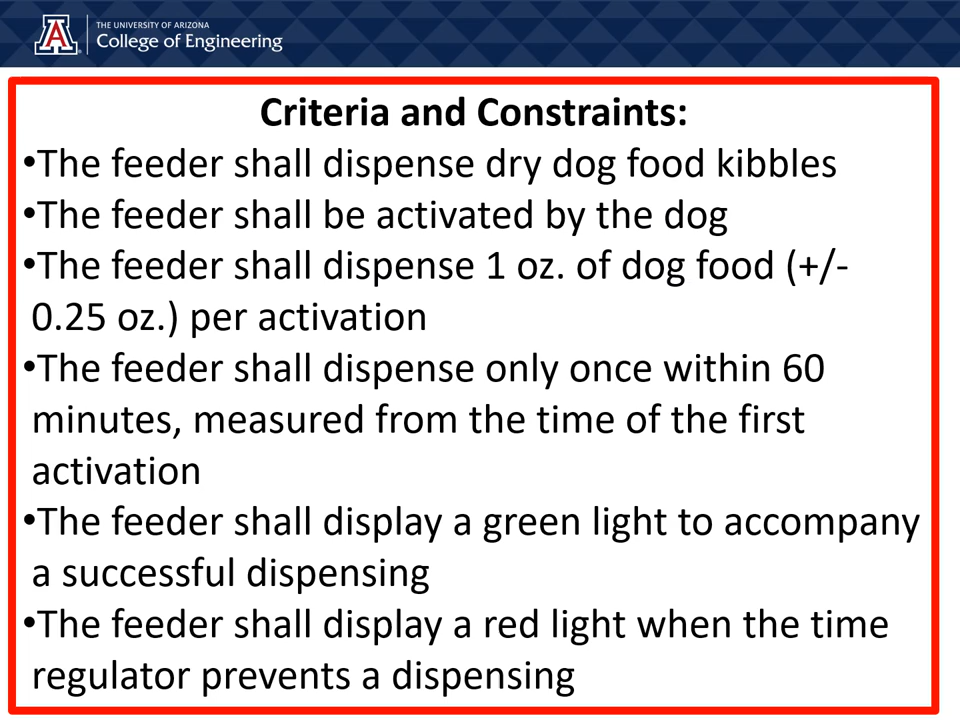 THE UNIVERSITY OF ARIZONA
College of Engineering
Criteria and Constraints:
•The feeder shall dispense dry dog food kibbles
•The feeder shall be activated by the dog
•The feeder shall dispense 1 oz. of dog food (+/-
0.25 oz.) per activation
•The feeder shall dispense only once within 60
minutes, measured from the time of the first
activation
•The feeder shall display a green light to accompany
a successful dispensing
•The feeder shall display a red light when the time
regulator prevents a dispensing